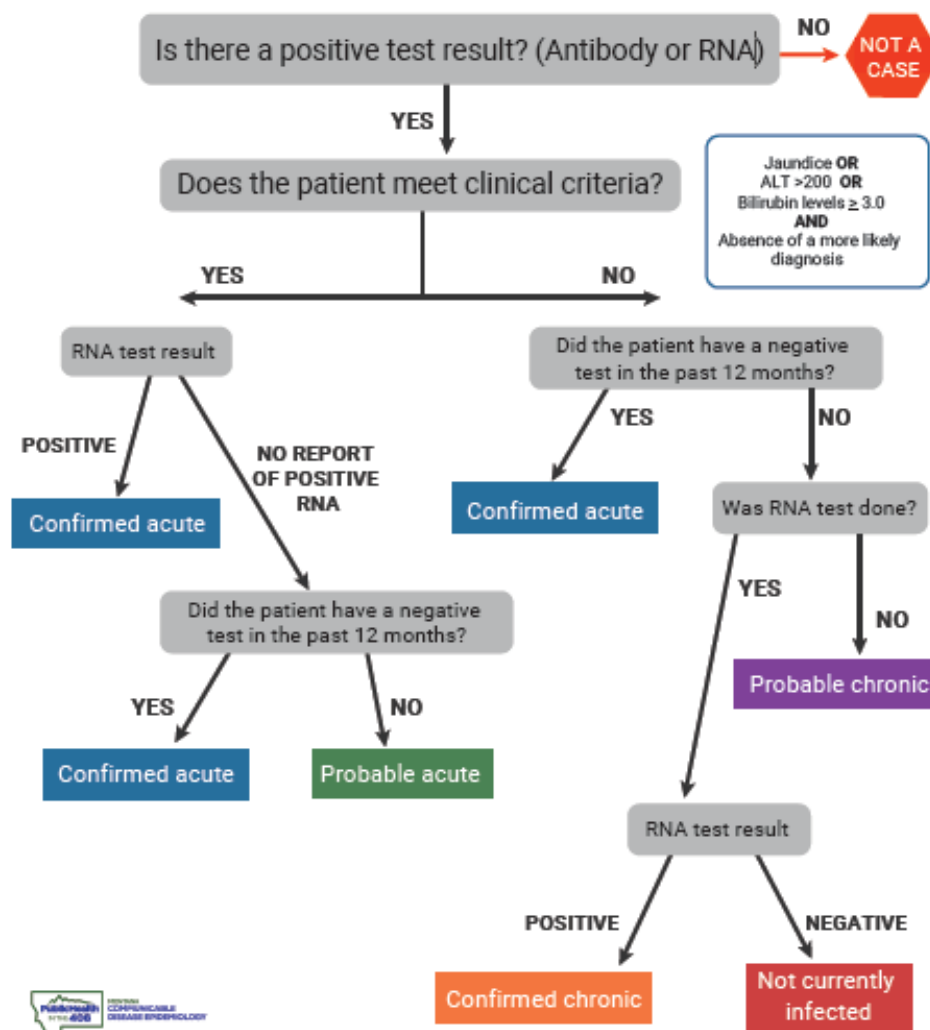 Is there a positive test result? (Antibody or RNA)
NO
NOT A
CASE
YES
Does the patient meet clinical criteria?
Jaundice OR
ALT >200 OR
Bilirubin levels ≥ 3.0
AND
Absence of a more likely
diagnosis
YES
NO
RNA test result
Did the patient have a negative
test in the past 12 months?
POSITIVE
NO REPORT
OF POSITIVE
RNA
YES
NO
Confirmed acute
Confirmed acute
Was RNA test done?
YES
NO
Did the patient have a negative
test in the past 12 months?
Probable chronic
YES
NO
Confirmed acute
Probable acute
RNA test result
POSITIVE
NEGATIVE
Confirmed chronic
Not currently
infected
PublicHealth
IN THE 406
MONTANA
COMMUNICABLE
DISEASE EPIDEMIOLOGY